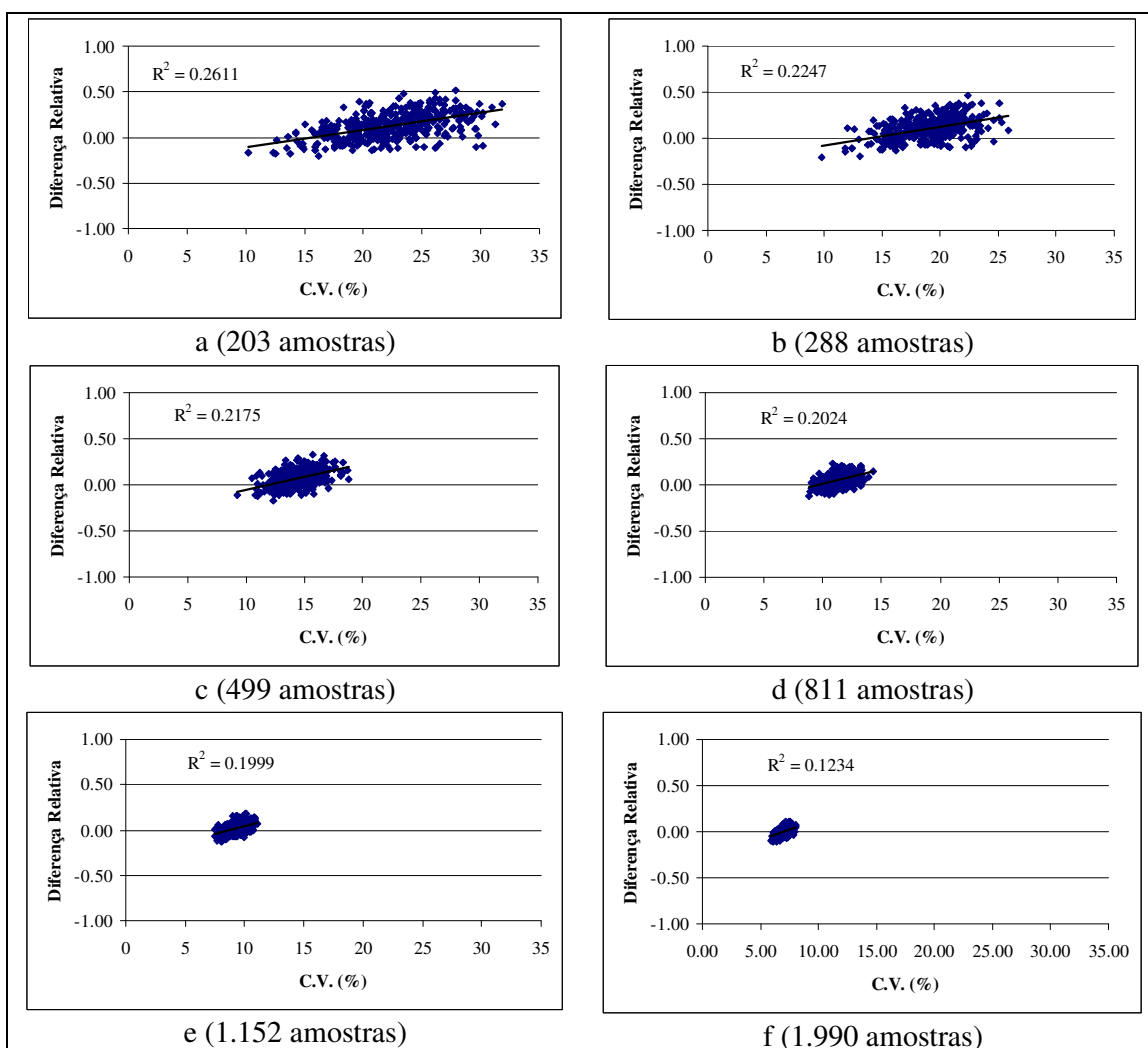 1.00
0.50
0.00
-0.50
-1.00
Diferença Relativa
R² = 0.2611
0 5 10 15 20 25 30 35
C.V. (%)
a (203 amostras)
1.00
0.50
0.00
-0.50
-1.00
Diferença Relativa
R² = 0.2247
0 5 10 15 20 25 30 35
C.V. (%)
b (288 amostras)
1.00
0.50
0.00
-0.50
-1.00
Diferença Relativa
R² = 0.2175
0 5 10 15 20 25 30 35
C.V. (%)
c (499 amostras)
1.00
0.50
0.00
-0.50
-1.00
Diferença Relativa
R² = 0.2024
0 5 10 15 20 25 30 35
C.V. (%)
d (811 amostras)
1.00
0.50
0.00
-0.50
-1.00
Diferença Relativa
R² = 0.1999
0 5 10 15 20 25 30 35
C.V. (%)
e (1.152 amostras)
1.00
0.50
0.00
-0.50
-1.00
Diferença Relativa
R² = 0.1234
0.00 5.00 10.00 15.00 20.00 25.00 30.00 35.00
C.V. (%)
f (1.990 amostras)